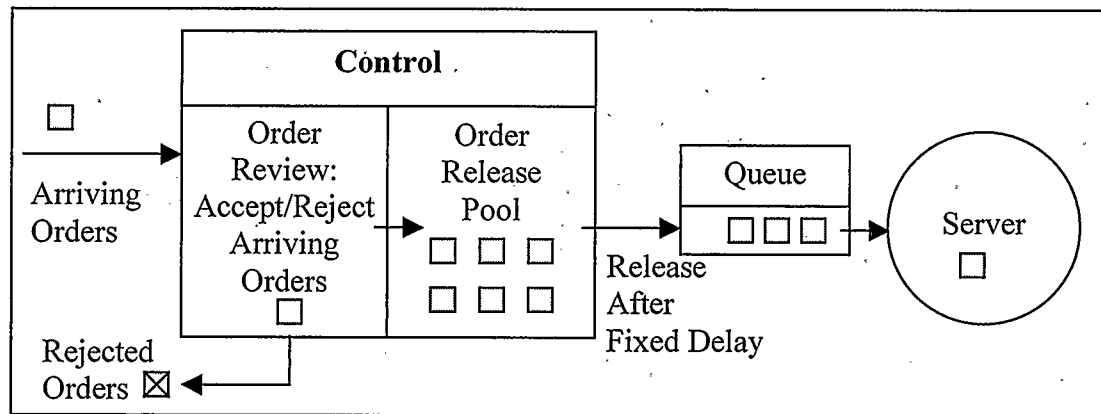 Control
Order
Review:
Accept/Reject
Arriving
Orders
Order
Release
Pool
Arriving
Orders
Rejected
Orders
Release
After
Fixed Delay
Queue
Server